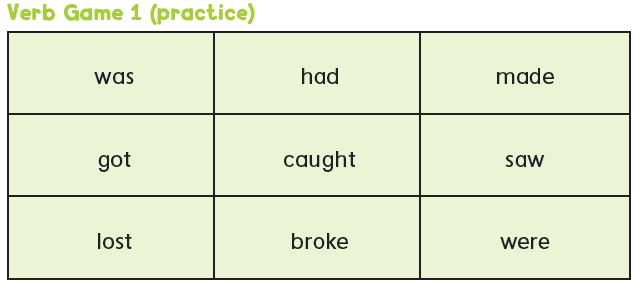 Verb Game 1 (practice)
was had made
got caught saw
lost broke were